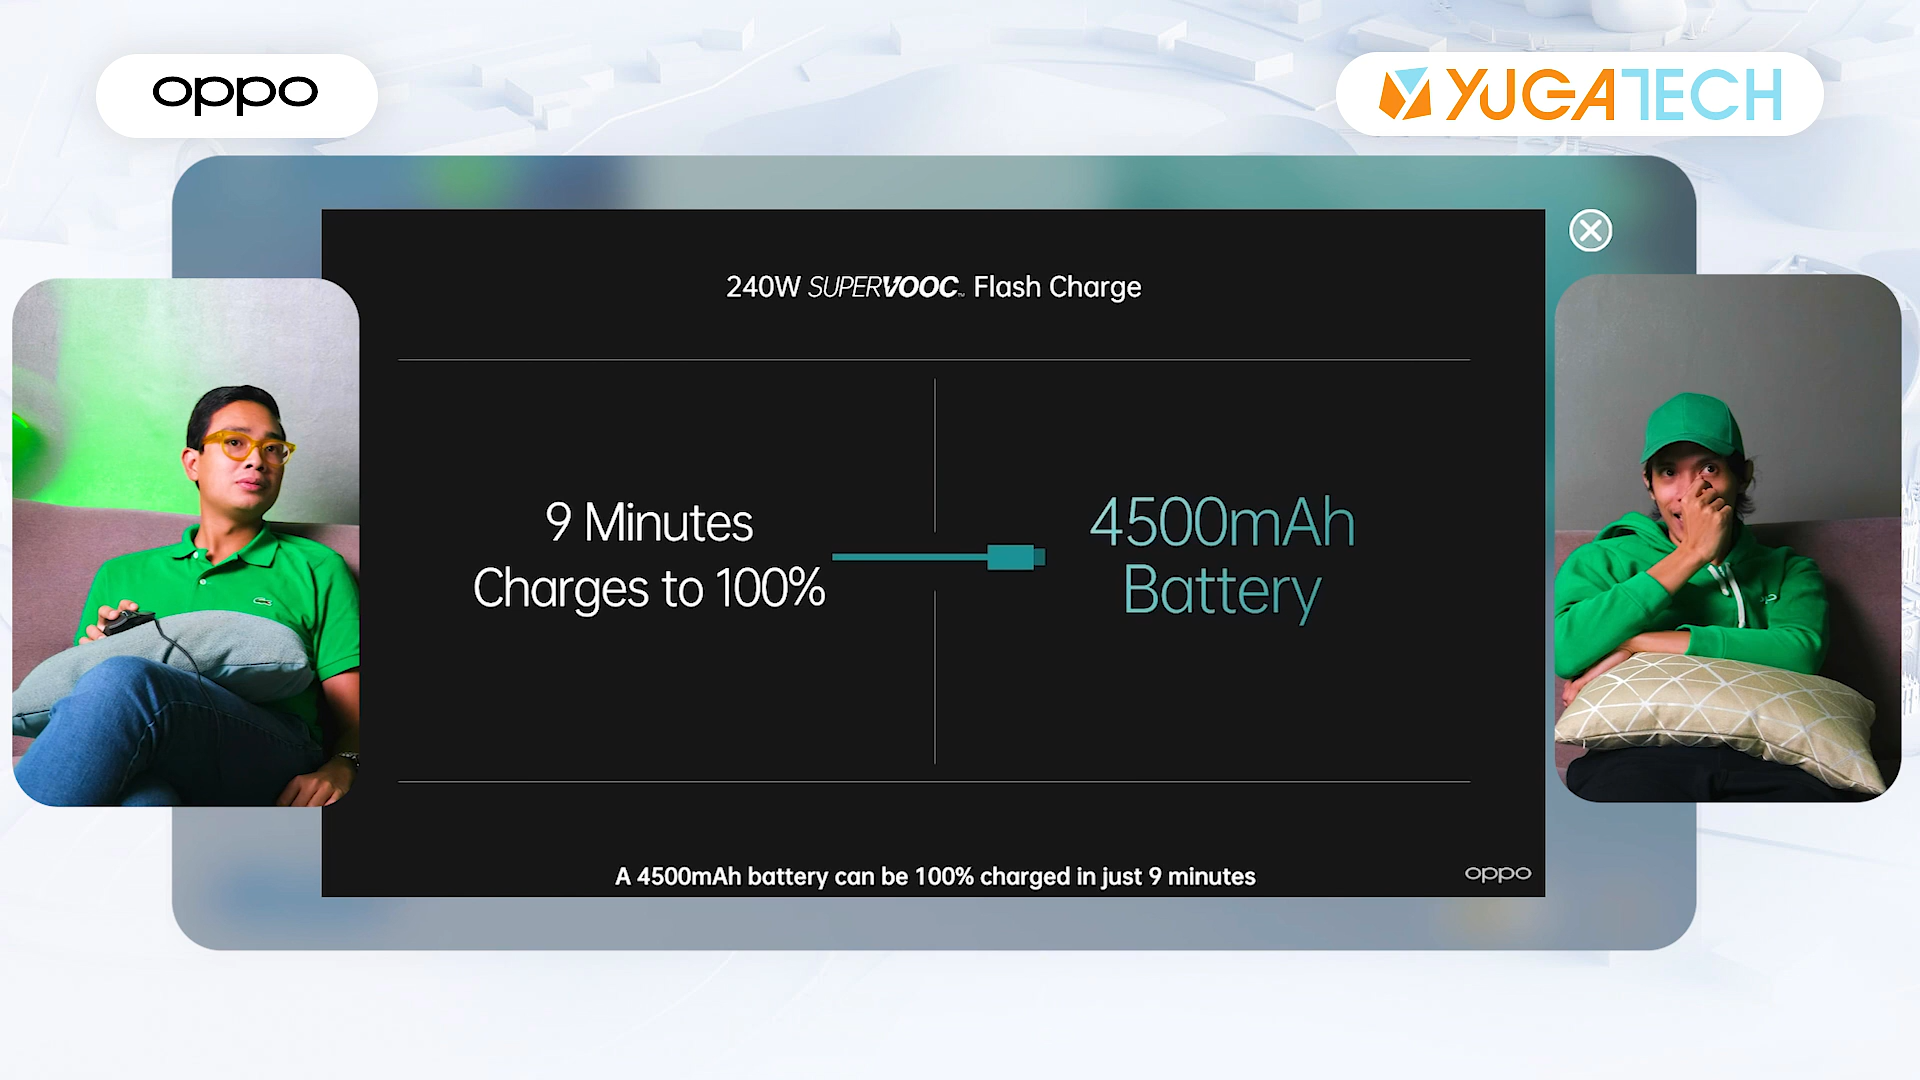 oppo
YUGATECH
240W SUPERVOOC™ Flash Charge
9 Minutes
Charges to 100%
4500mAh
Battery
A 4500mAh battery can be 100% charged in just 9 minutes
oppo